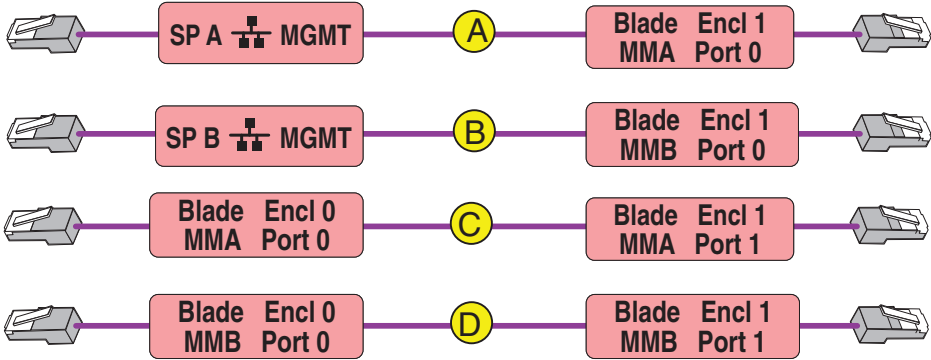 SP A MGMT
A
Blade Encl 1
MMA Port 0
SP B MGMT
B
Blade Encl 1
MMB Port 0
Blade Encl 0
MMA Port 0
C
Blade Encl 1
MMA Port 1
Blade Encl 0
MMB Port 0
D
Blade Encl 1
MMB Port 1